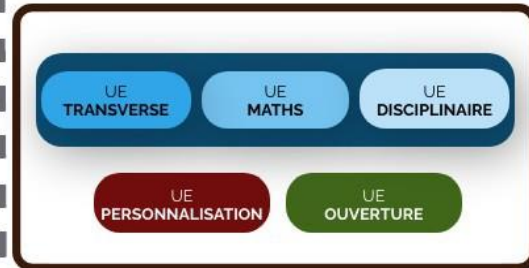 UE
TRANSVERSE
UE
MATHS
UE
DISCIPLINAIRE
UE
PERSONNALISATION
UE
OUVERTURE